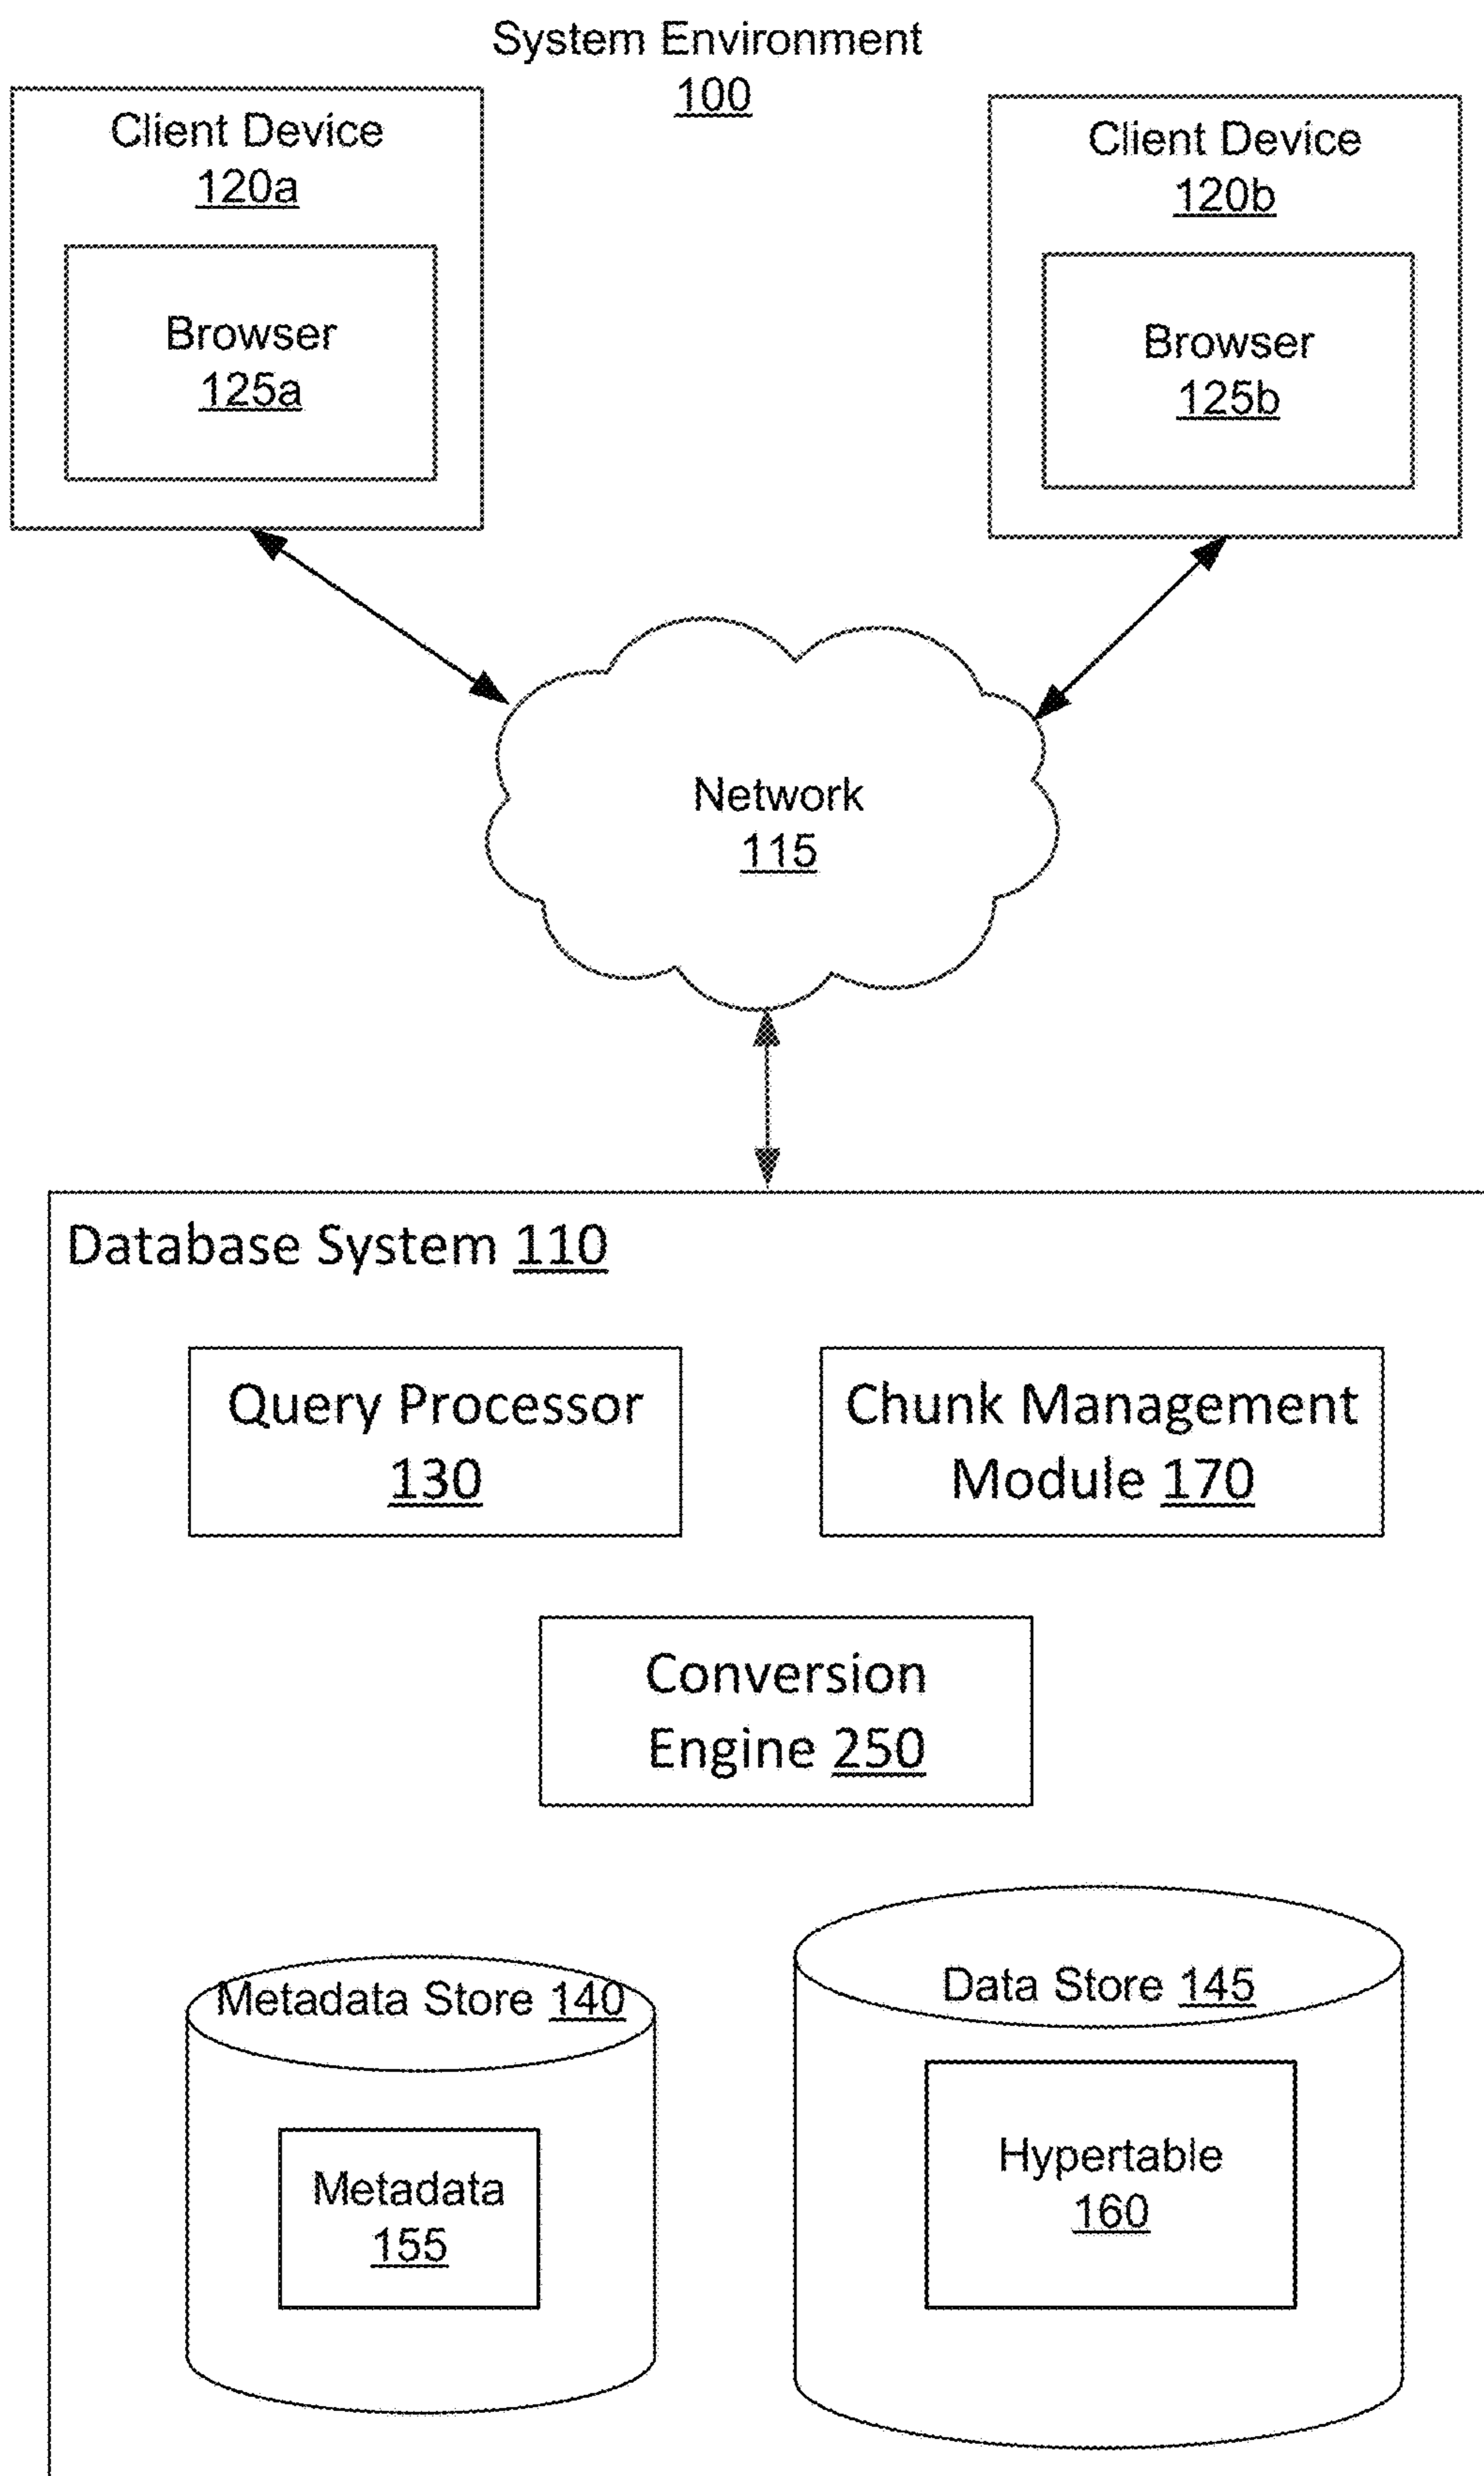 System Environment
100
Client Device
120a
Browser
125a
Client Device
120b
Browser
125b
Network
115
Database System 110
Query Processor
130
Chunk Management
Module 170
Conversion
Engine 250
Metadata Store 140
Metadata
155
Data Store 145
Hypertable
160